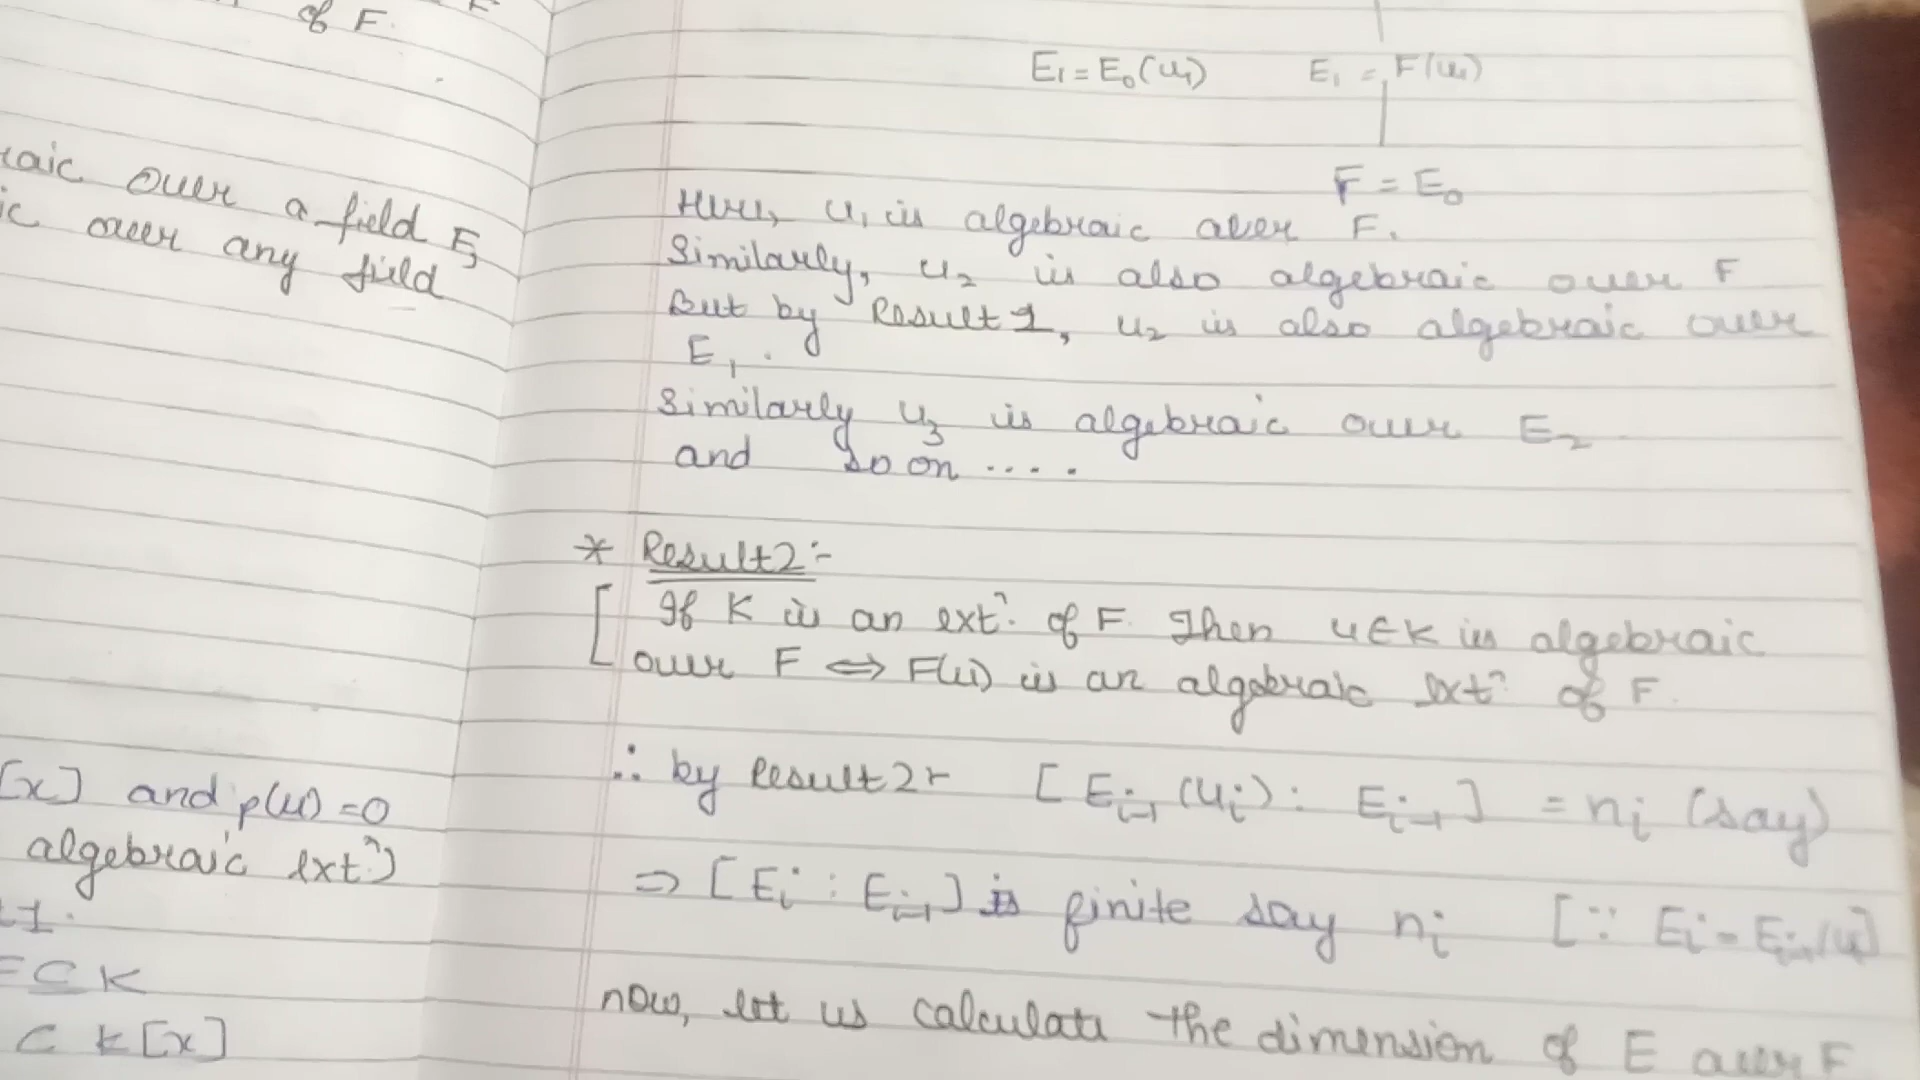 of F.
raic over a field F,
ic over any field
[x] and p(u) = 0
algebraic extⁿ)
t 1.
F ⊆ K
⊂ K[x]
E₁ = E₀(u₁) E₁ = F(u₁)
F = E₀
Here, u₁ is algebraic over F.
Similarly, u₂ is also algebraic over F
But by Result 1, u₂ is also algebraic over
E₁.
Similarly u₃ is algebraic over E₂
and so on ....
* Result 2:-
[ If K is an extⁿ. of F. Then u∈K is algebraic
over F ⇔ F(u) is an algebraic extⁿ of F.
∴ by Result 2:- [Eᵢ₋₁(uᵢ) : Eᵢ₋₁] = nᵢ (say)
⇒ [Eᵢ : Eᵢ₋₁] is finite say nᵢ [∵ Eᵢ = Eᵢ₋₁(uᵢ]
now, let us calculate the dimension of E over F